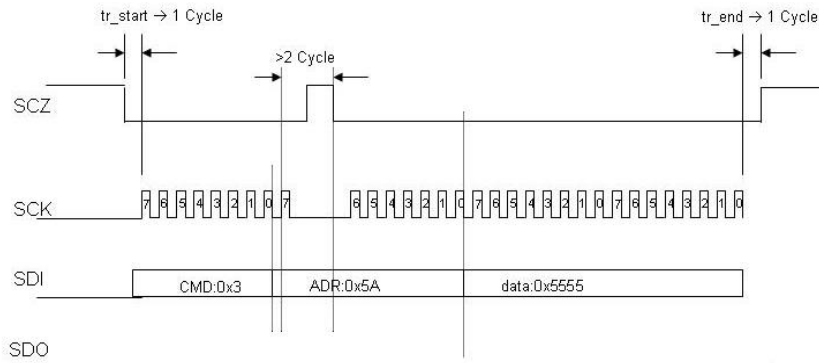 tr_start → 1 Cycle
tr_end → 1 Cycle
>2 Cycle
SCZ
SCK
7 6 5 4 3 2 1 0 7 6 5 4 3 2 1 0 7 6 5 4 3 2 1 0 7 6 5 4 3 2 1 0
SDI
CMD:0x3
ADR:0x5A
data:0x5555
SDO